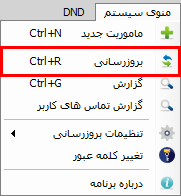 منوی سیستم DND
ماموریت جدید Ctrl+N
بروزرسانی Ctrl+R
گزارش Ctrl+G
گزارش تماس های کاربر
تنظیمات بروزرسانی
تغییر کلمه عبور
درباره برنامه